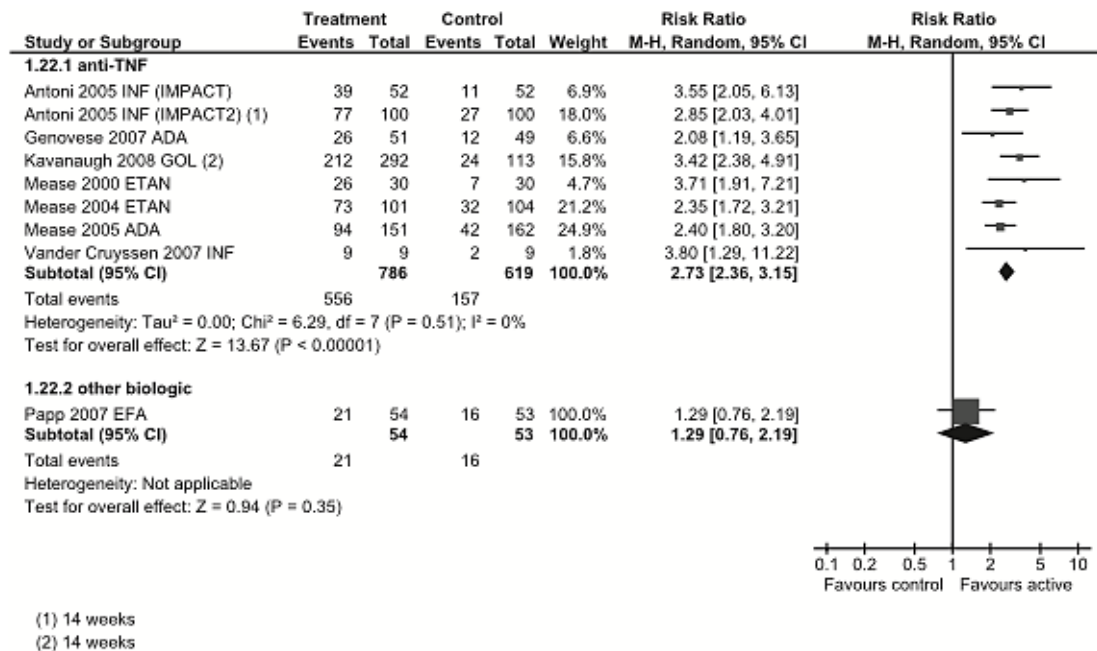 Treatment Control Risk Ratio Risk Ratio
Study or Subgroup Events Total Events Total Weight M-H, Random, 95% CI M-H, Random, 95% CI
1.22.1 anti-TNF
Antoni 2005 INF (IMPACT) 39 52 11 52 6.9% 3.55 [2.05, 6.13]
Antoni 2005 INF (IMPACT2) (1) 77 100 27 100 18.0% 2.85 [2.03, 4.01]
Genovese 2007 ADA 26 51 12 49 6.6% 2.08 [1.19, 3.65]
Kavanaugh 2008 GOL (2) 212 292 24 113 15.8% 3.42 [2.38, 4.91]
Mease 2000 ETAN 26 30 7 30 4.7% 3.71 [1.91, 7.21]
Mease 2004 ETAN 73 101 32 104 21.2% 2.35 [1.72, 3.21]
Mease 2005 ADA 94 151 42 162 24.9% 2.40 [1.80, 3.20]
Vander Cruyssen 2007 INF 9 9 2 9 1.8% 3.80 [1.29, 11.22]
Subtotal (95% CI) 786 619 100.0% 2.73 [2.36, 3.15]
Total events 556 157
Heterogeneity: Tau² = 0.00; Chi² = 6.29, df = 7 (P = 0.51); I² = 0%
Test for overall effect: Z = 13.67 (P < 0.00001)
1.22.2 other biologic
Papp 2007 EFA 21 54 16 53 100.0% 1.29 [0.76, 2.19]
Subtotal (95% CI) 54 53 100.0% 1.29 [0.76, 2.19]
Total events 21 16
Heterogeneity: Not applicable
Test for overall effect: Z = 0.94 (P = 0.35)
0.1 0.2 0.5 1 2 5 10
Favours control Favours active
(1) 14 weeks
(2) 14 weeks